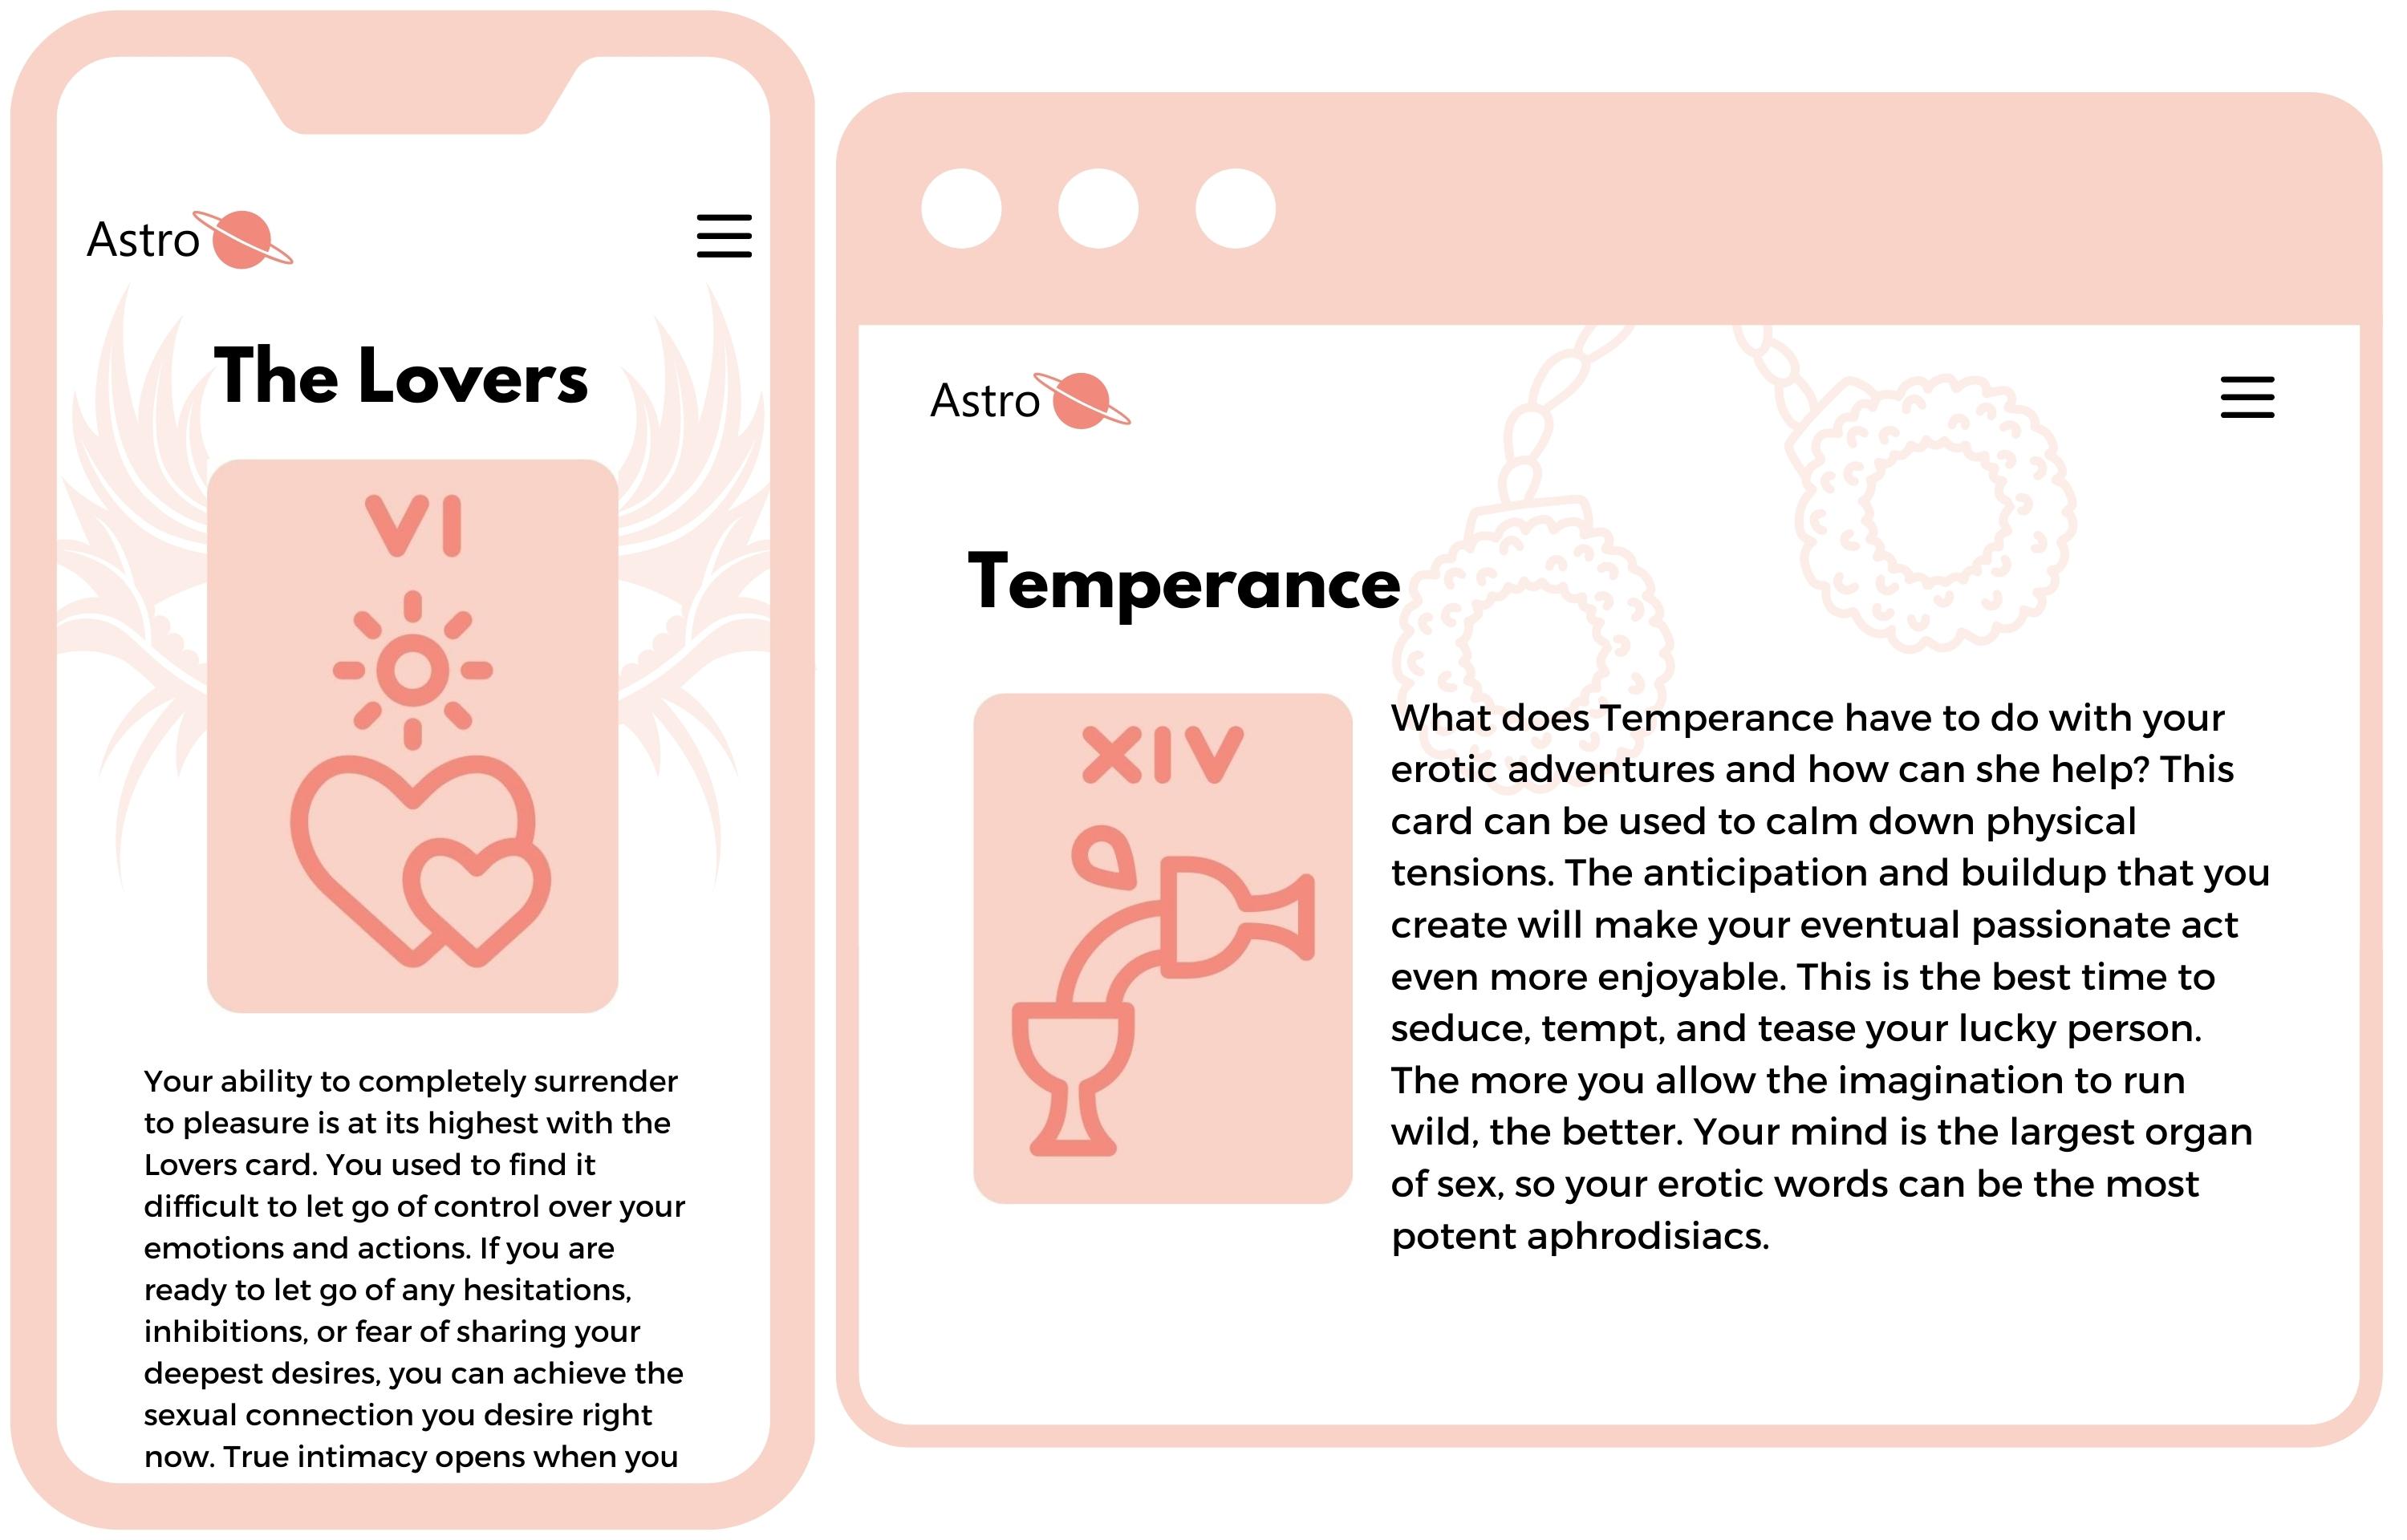 Astro
The Lovers
VI
Your ability to completely surrender
to pleasure is at its highest with the
Lovers card. You used to find it
difficult to let go of control over your
emotions and actions. If you are
ready to let go of any hesitations,
inhibitions, or fear of sharing your
deepest desires, you can achieve the
sexual connection you desire right
now. True intimacy opens when you
Astro
Temperance
XIV
What does Temperance have to do with your
erotic adventures and how can she help? This
card can be used to calm down physical
tensions. The anticipation and buildup that you
create will make your eventual passionate act
even more enjoyable. This is the best time to
seduce, tempt, and tease your lucky person.
The more you allow the imagination to run
wild, the better. Your mind is the largest organ
of sex, so your erotic words can be the most
potent aphrodisiacs.